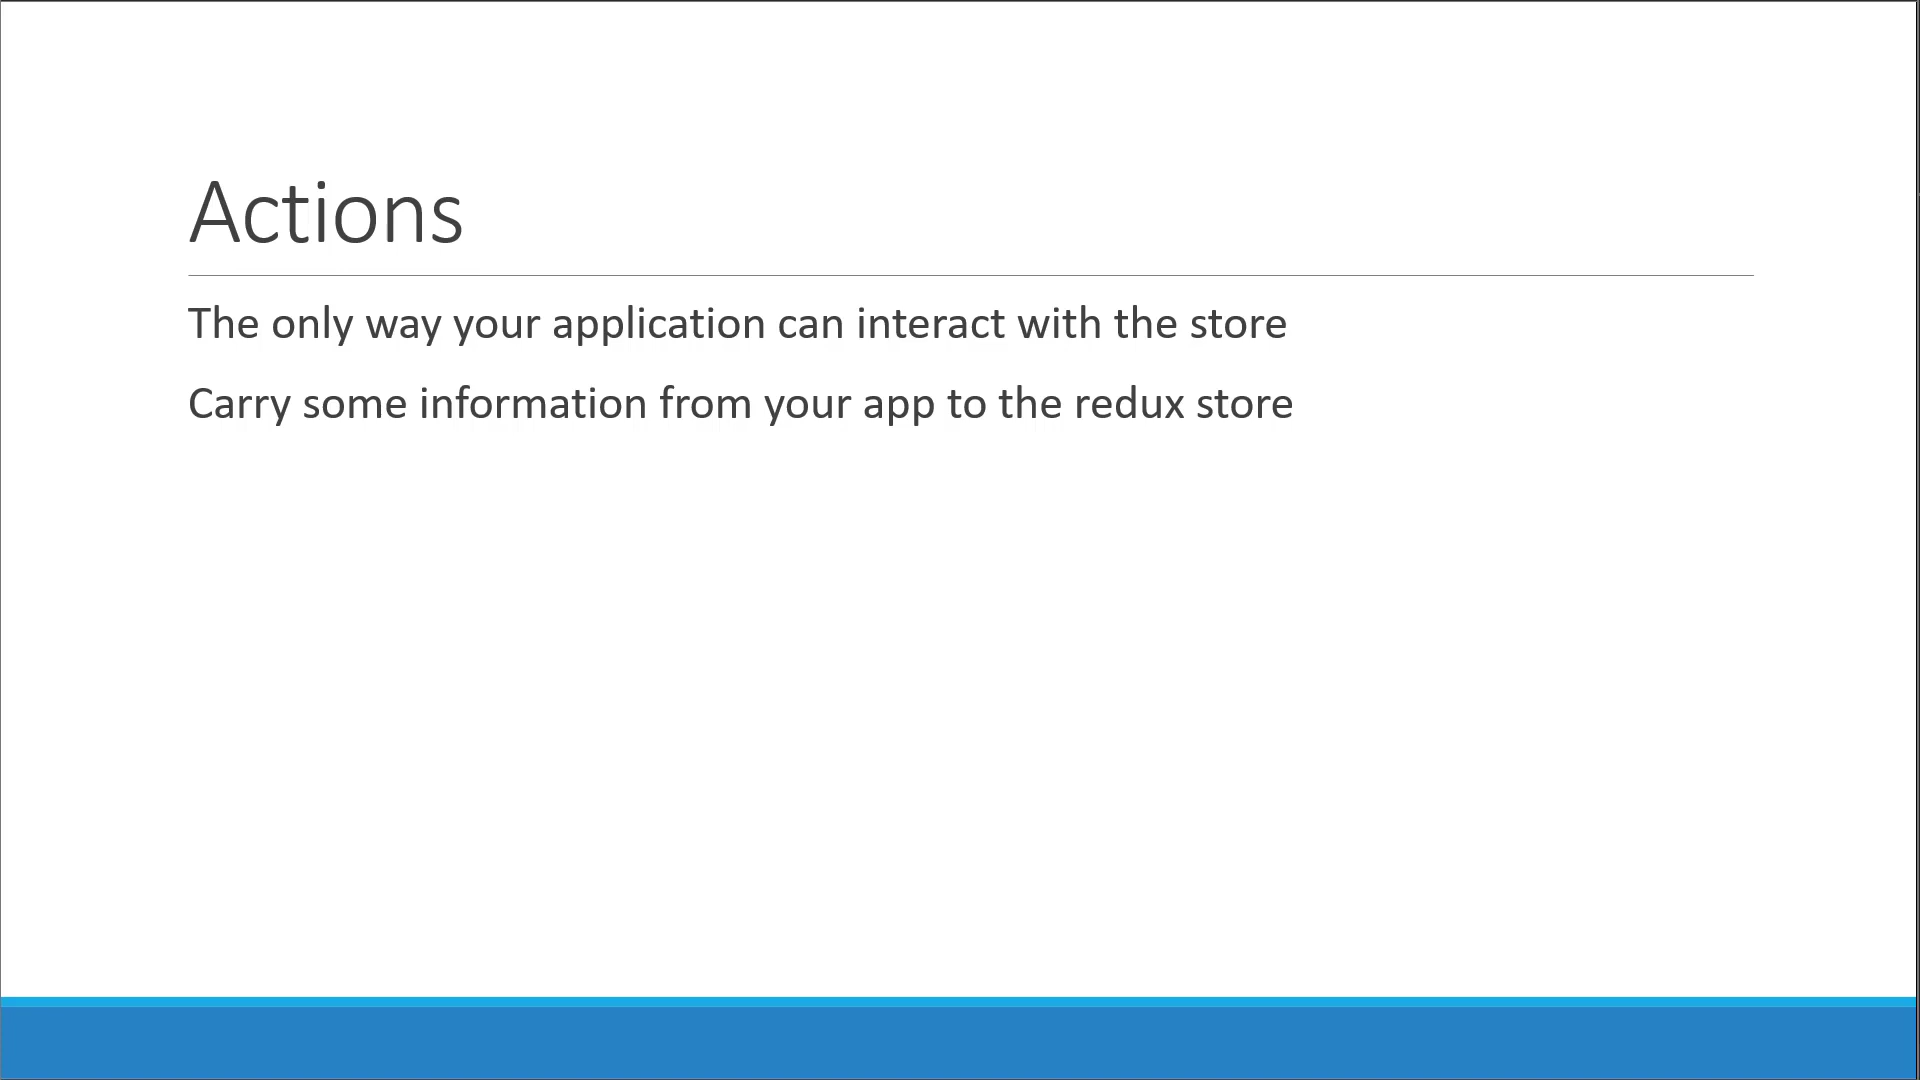 Actions
The only way your application can interact with the store
Carry some information from your app to the redux store